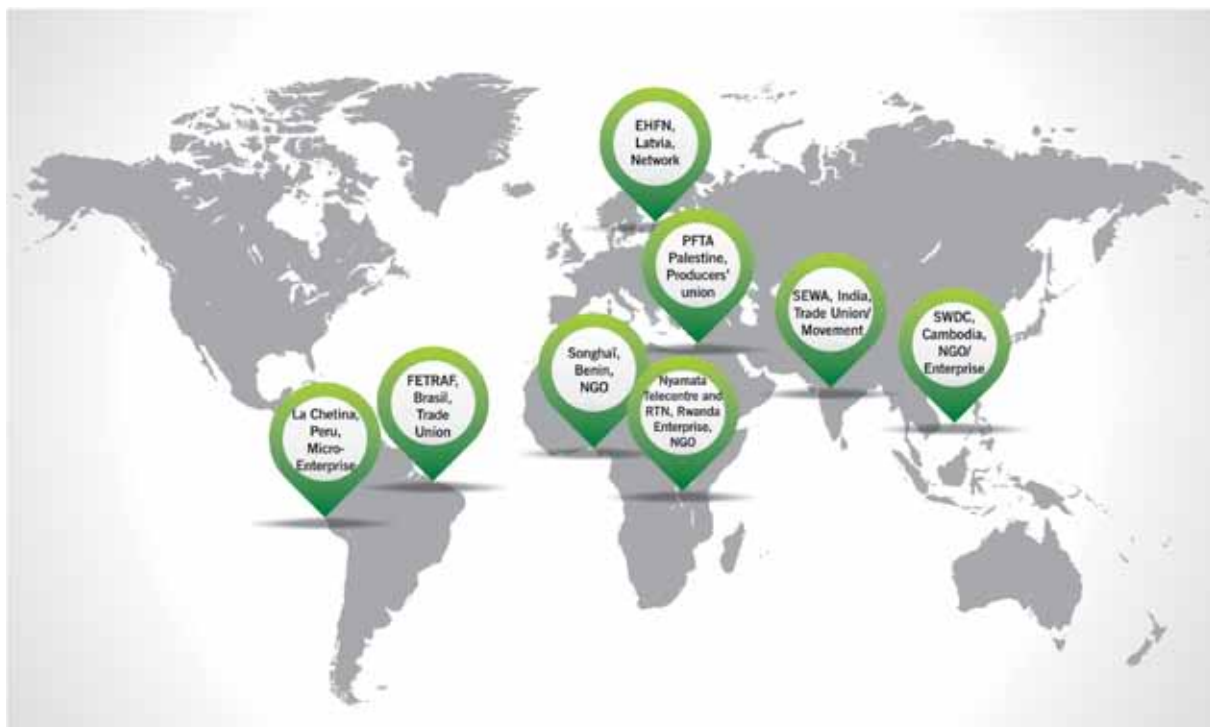 EHFN,
Latvia,
Network
PFTA
Palestine,
Producers'
union
SEWA, India,
Trade Union/
Movement
SWDC,
Cambodia,
NGO/
Enterprise
Songhaï,
Benin,
NGO
Nyamata
Telecentre and
RTN, Rwanda
Enterprise,
NGO
FETRAF,
Brasil,
Trade
Union
La Chetina,
Peru,
Micro-
Enterprise